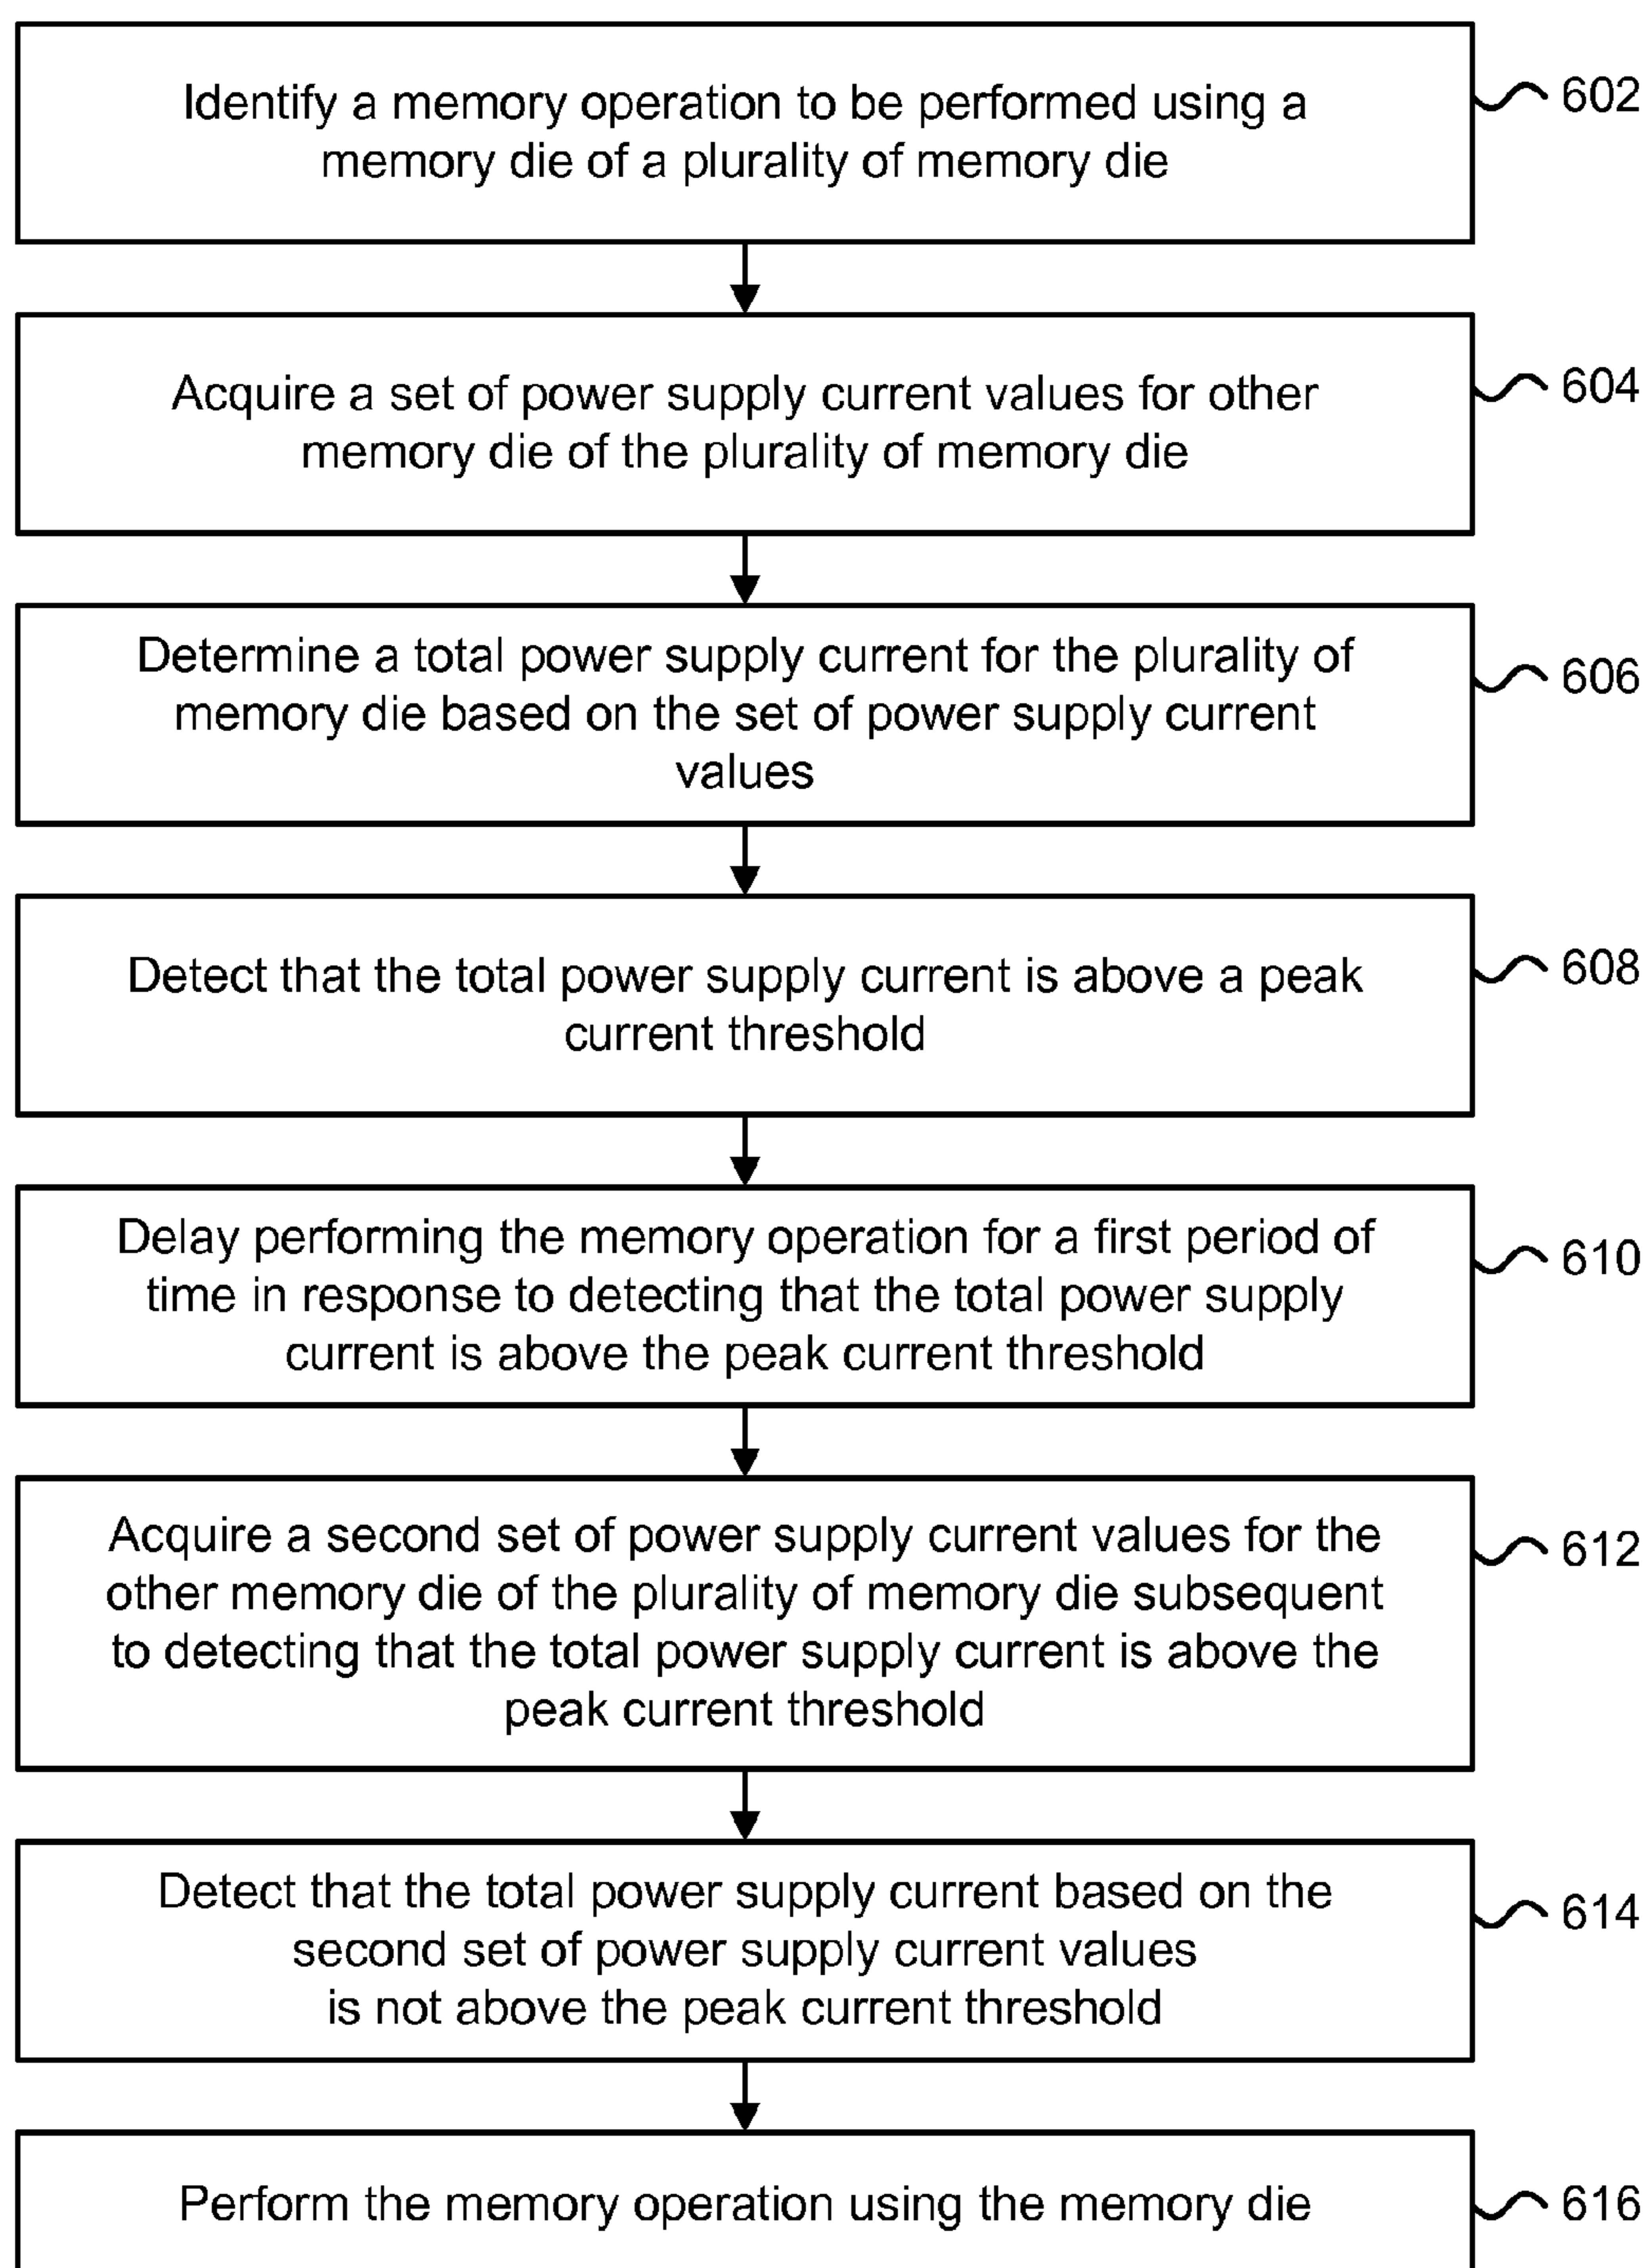 Identify a memory operation to be performed using a
memory die of a plurality of memory die
602
Acquire a set of power supply current values for other
memory die of the plurality of memory die
604
Determine a total power supply current for the plurality of
memory die based on the set of power supply current
values
606
Detect that the total power supply current is above a peak
current threshold
608
Delay performing the memory operation for a first period of
time in response to detecting that the total power supply
current is above the peak current threshold
610
Acquire a second set of power supply current values for the
other memory die of the plurality of memory die subsequent
to detecting that the total power supply current is above the
peak current threshold
612
Detect that the total power supply current based on the
second set of power supply current values
is not above the peak current threshold
614
Perform the memory operation using the memory die
616